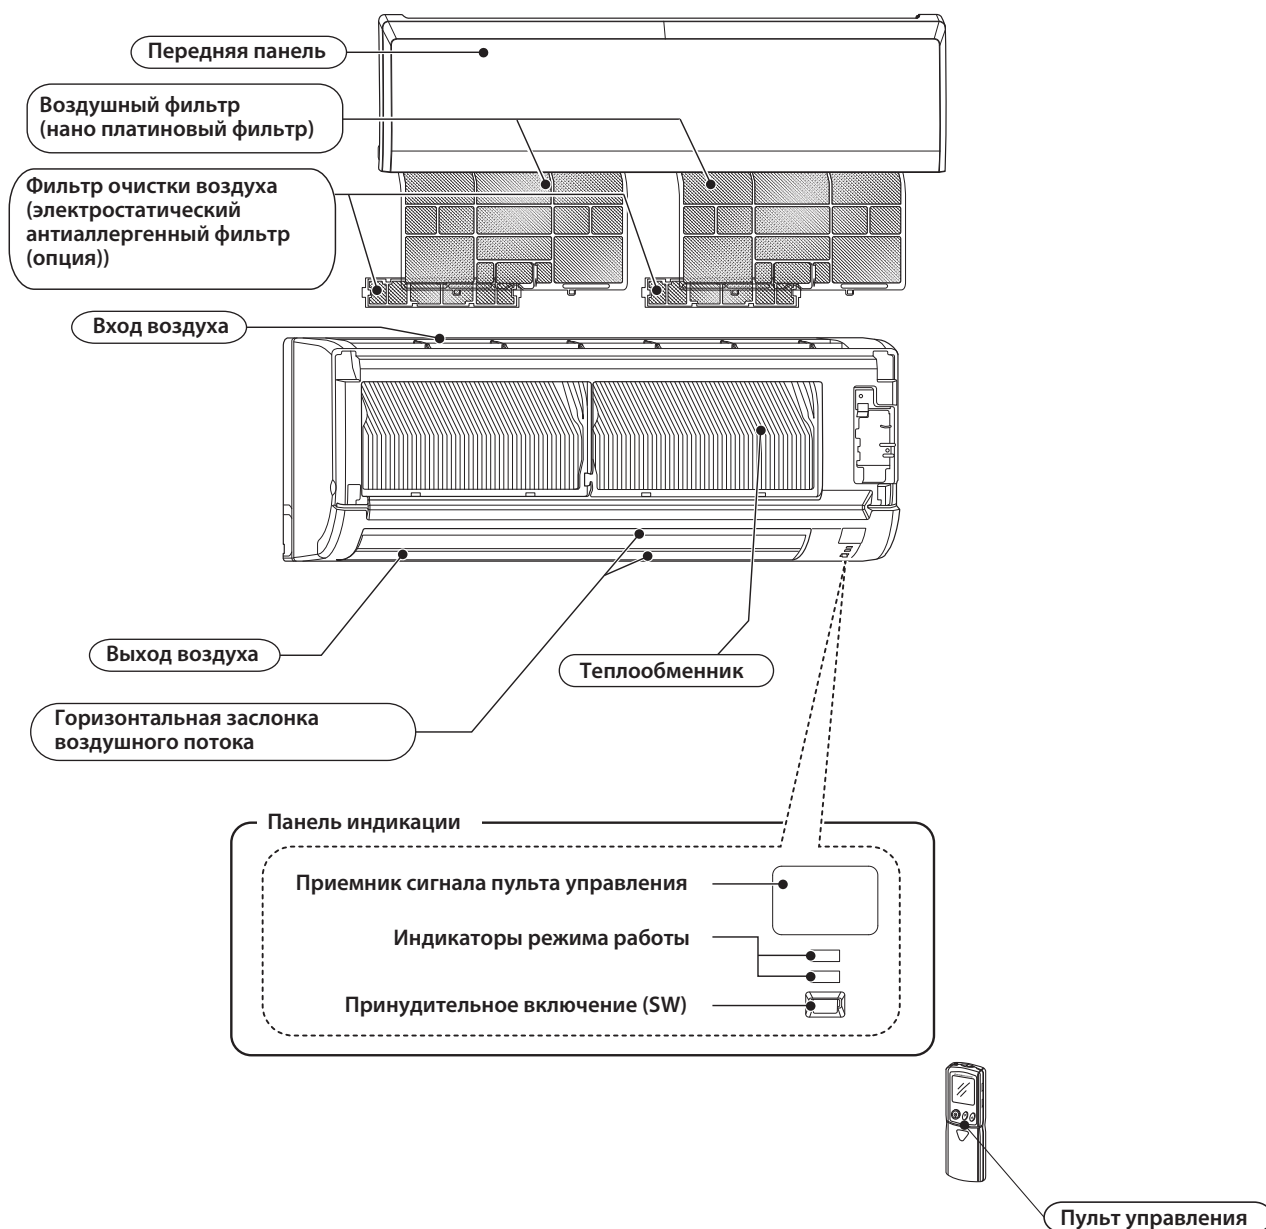 Передняя панель
Воздушный фильтр
(нано платиновый фильтр)
Фильтр очистки воздуха
(электростатический
антиаллергенный фильтр
(опция))
Вход воздуха
Выход воздуха
Теплообменник
Горизонтальная заслонка
воздушного потока
Панель индикации
Приемник сигнала пульта управления
Индикаторы режима работы
Принудительное включение (SW)
Пульт управления